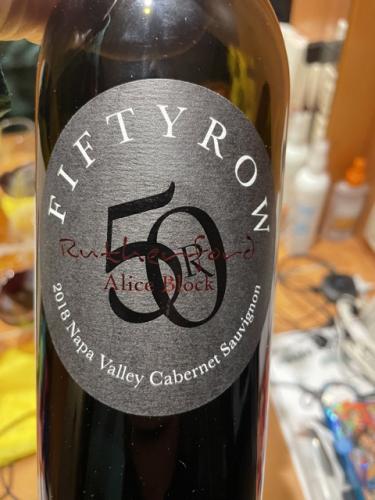 FIFTYROW
50
R
Rutherford
Alice Block
2018 Napa Valley Cabernet Sauvignon